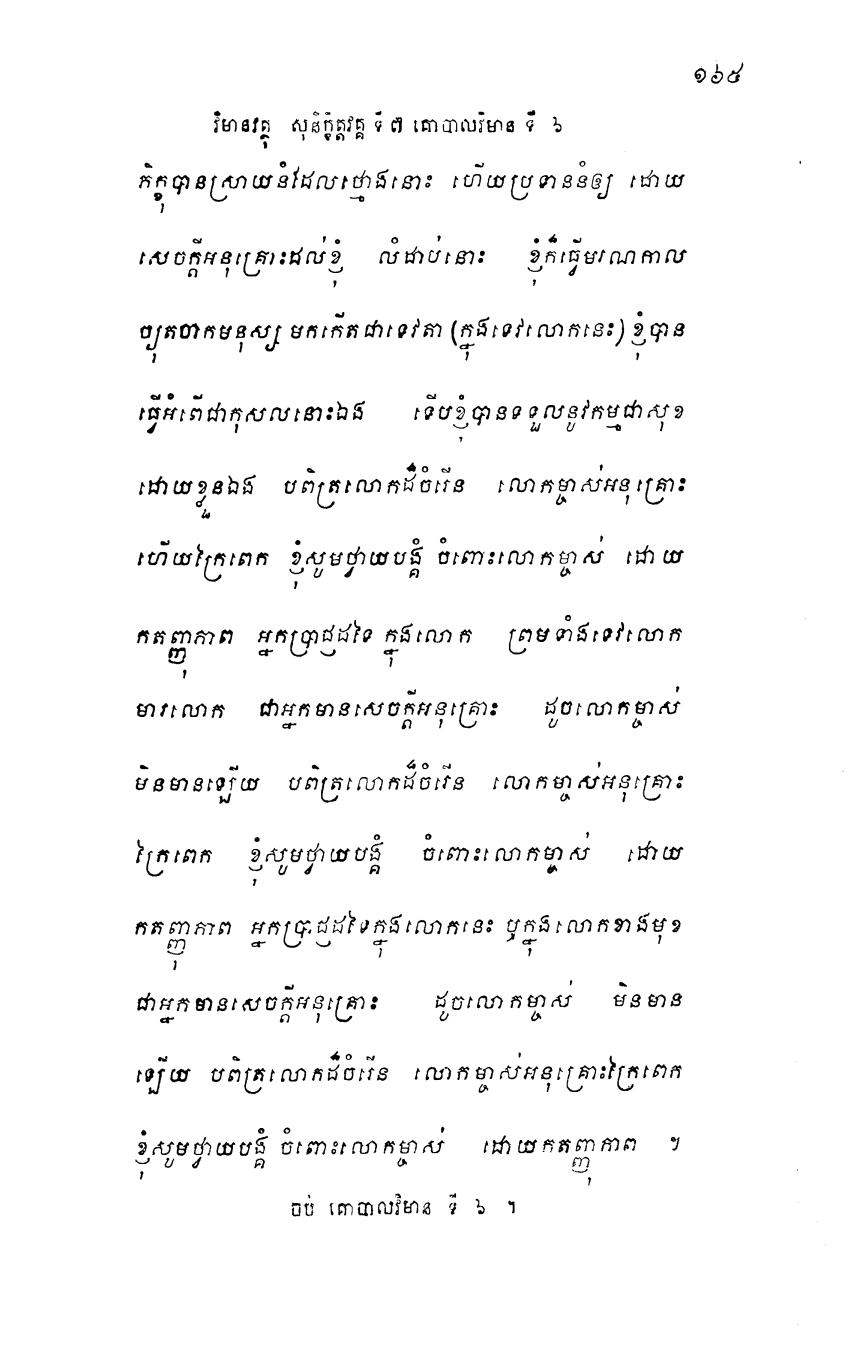 ១៦៥
វិមានវត្ថុ សុនិក្ខិត្តវគ្គ ទី ៧ គោបាលវិមាន ទី ៦
ភិក្ខុបានស្រាយនំដែលថ្មោងនោះ ហើយប្រទាននំឲ្យ ដោយ
សេចក្តីអនុគ្រោះដល់ខ្ញុំ លំដាប់នោះ ខ្ញុំក៏ធ្វើមរណកាល
ច្យុតចាកមនុស្ស មកកើតជាទេវតា (ក្នុងទេវលោកនេះ) ខ្ញុំបាន
ធ្វើអំពើជាកុសលនោះឯង ទើបខ្ញុំបានទទួលនូវកម្មជាសុខ
ដោយខ្លួនឯង បពិត្រលោកដ៏ចំរើន លោកម្ចាស់អនុគ្រោះ
ហើយក្រៃពេក ខ្ញុំសូមថ្វាយបង្គំ ចំពោះលោកម្ចាស់ ដោយ
កតញ្ញុភាព អ្នកប្រាជ្ញដទៃ ក្នុងលោក ព្រមទាំងទេវលោក
មារលោក ជាអ្នកមានសេចក្តីអនុគ្រោះ ដូចលោកម្ចាស់
មិនមានឡើយ បពិត្រលោកដ៏ចំរើន លោកម្ចាស់អនុគ្រោះ
ក្រៃពេក ខ្ញុំសូមថ្វាយបង្គំ ចំពោះលោកម្ចាស់ ដោយ
កតញ្ញុភាព អ្នកប្រាជ្ញដទៃក្នុងលោកនេះ ឬក្នុងលោកខាងមុខ
ជាអ្នកមានសេចក្តីអនុគ្រោះ ដូចលោកម្ចាស់ មិនមាន
ឡើយ បពិត្រលោកដ៏ចំរើន លោកម្ចាស់អនុគ្រោះក្រៃពេក
ខ្ញុំសូមថ្វាយបង្គំ ចំពោះលោកម្ចាស់ ដោយកតញ្ញុភាព ។
ចប់ គោបាលវិមាន ទី ៦ ។